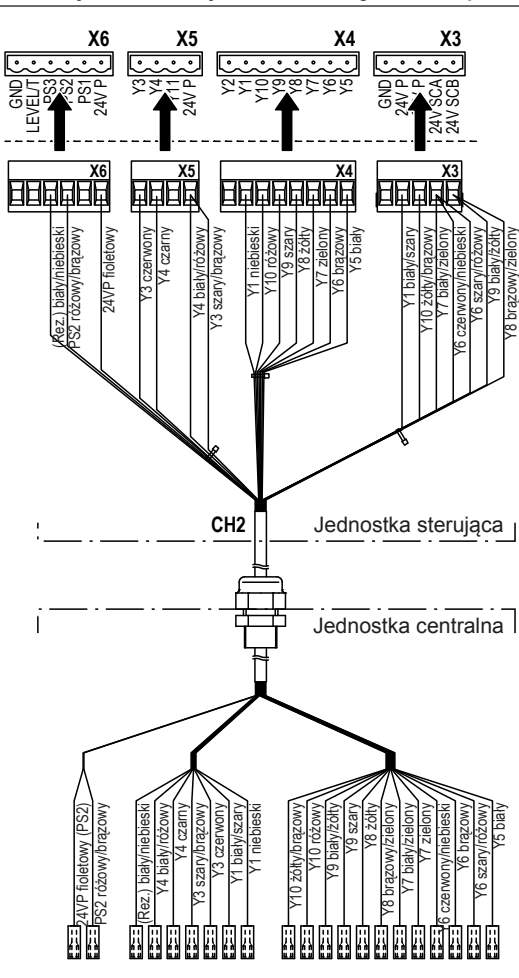 X6
X5
X4
X3
GND
LEVEL/T
PS3
PS2
PS1
24V P
Y3
Y4
Y11
24V P
Y2
Y1
Y10
Y9
Y8
Y7
Y6
Y5
GND
24V P
24V SCA
24V SCB
X6
X5
X4
X3
(Rez.) biały/niebieski
PS2 różowy/brązowy
24VP fioletowy
Y3 czerwony
Y4 czarny
Y4 biały/różowy
Y3 szary/brązowy
Y1 niebieski
Y10 różowy
Y9 szary
Y8żółty
Y7 zielony
Y6 brązowy
Y5 biały
Y1 biały/szary
Y10 żółty/brązowy
Y7 biały/zielony
Y6 czerwony/niebieski
Y6 szary/różowy
Y9 biały/żółty
Y8 brązowy/zielony
CH2
Jednostka sterująca
Jednostka centralna
24VP fioletowy (PS2)
PS2 różowy/brązowy
(Rez.) biały/niebieski
Y4 biały/różowy
Y4 czarny
Y3 szary/brązowy
Y3 czerwony
Y1 biały/szary
Y1 niebieski
Y10 żółty/brązowy
Y10 różowy
Y9 biały/żółty
Y9 szary
Y8 żółty
Y8 brązowy/zielony
Y7 biały/zielony
Y7 zielony
Y6 czerwony/niebieski
Y6 brązowy
Y6 szary/różowy
Y5 biały